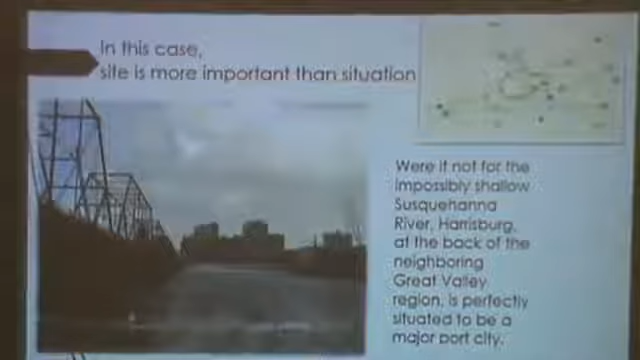 In this case,
site is more important than situation
Were it not for the
impossibly shallow
Susquehanna
River, Harrisburg,
at the back of the
neighboring
Great Valley
region, is perfectly
situated to be a
major port city.